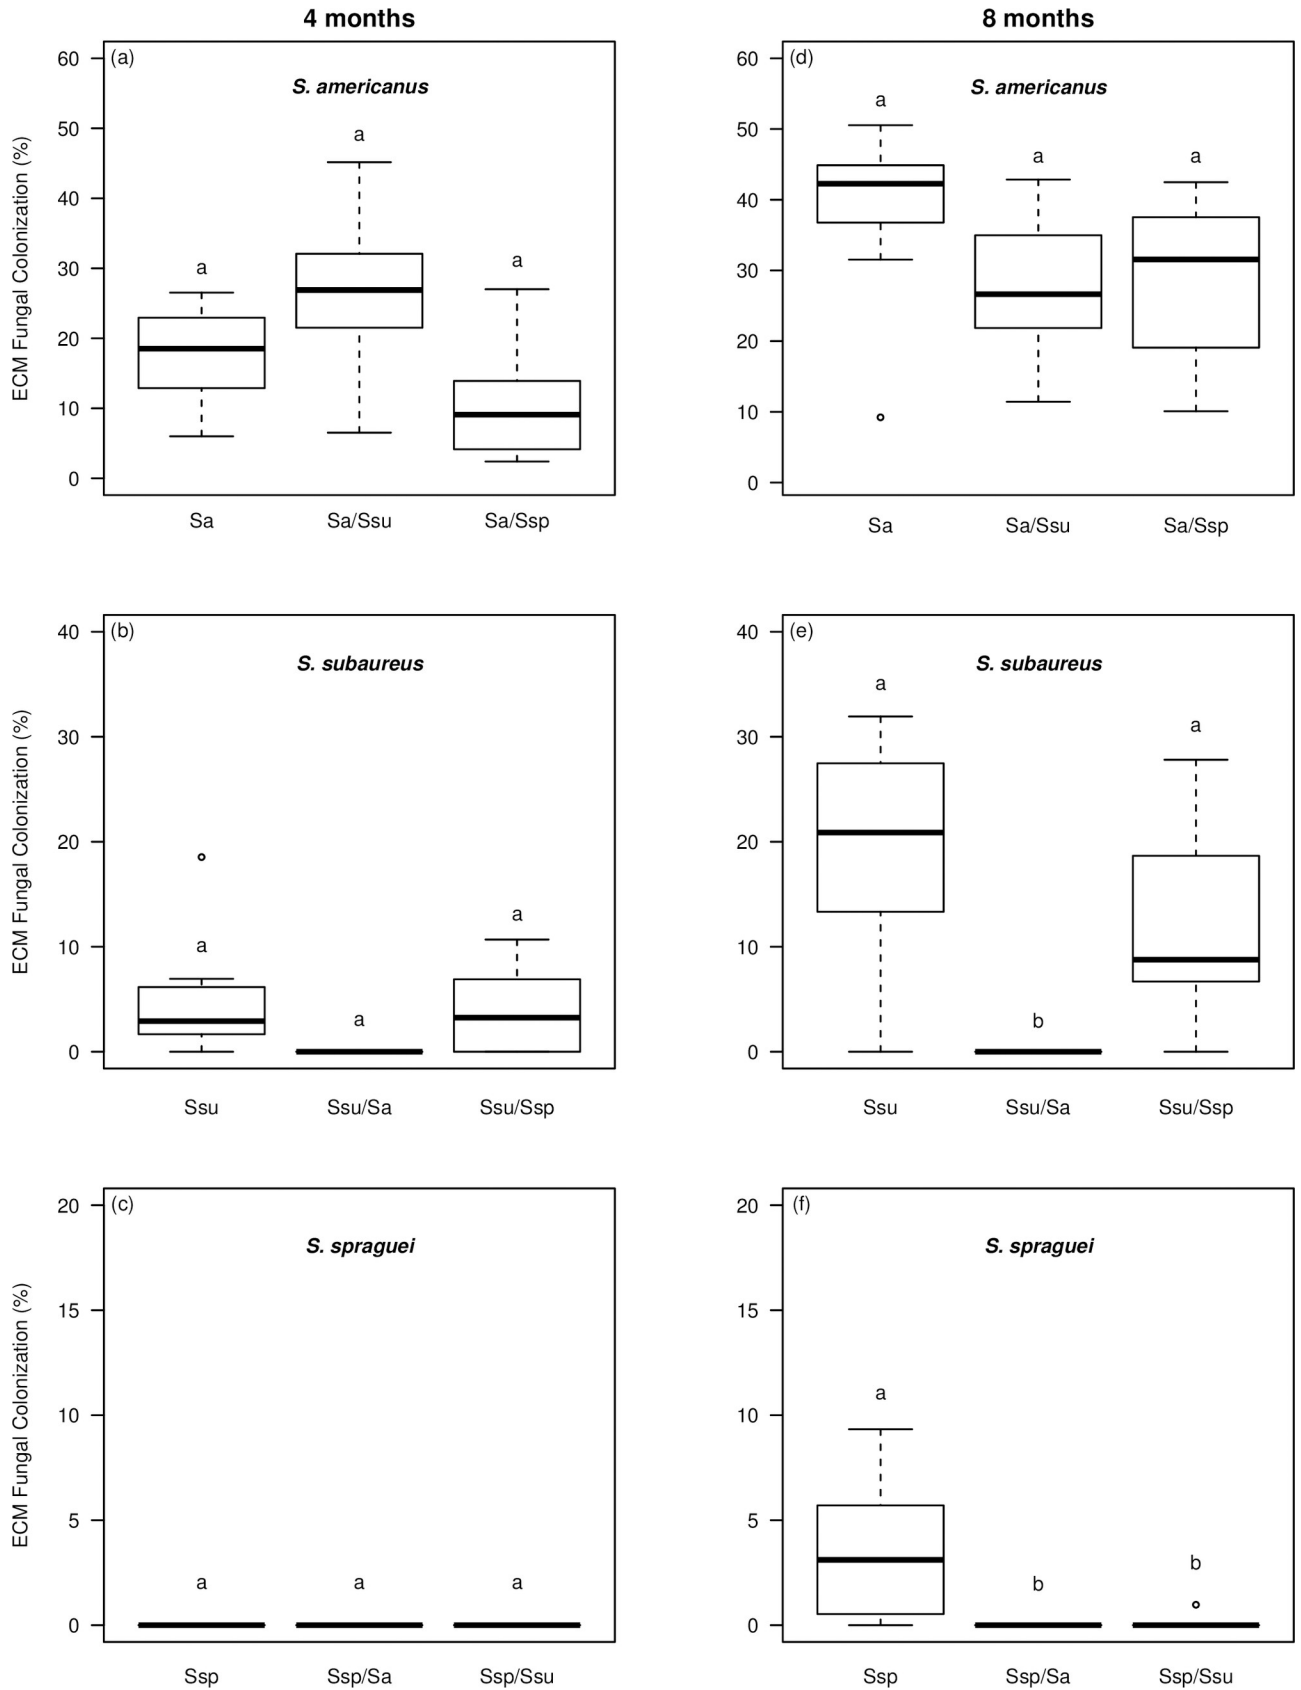 4 months
8 months
(a)
S. americanus
ECM Fungal Colonization (%)
60
50
40
30
20
10
0
a
a
a
Sa
Sa/Ssu
Sa/Ssp
(d)
S. americanus
60
50
40
30
20
10
0
a
a
a
Sa
Sa/Ssu
Sa/Ssp
(b)
S. subaureus
ECM Fungal Colonization (%)
40
30
20
10
0
a
a
a
Ssu
Ssu/Sa
Ssu/Ssp
(e)
S. subaureus
40
30
20
10
0
a
b
a
Ssu
Ssu/Sa
Ssu/Ssp
(c)
S. spraguei
ECM Fungal Colonization (%)
20
15
10
5
0
a
a
a
Ssp
Ssp/Sa
Ssp/Ssu
(f)
S. spraguei
20
15
10
5
0
a
b
b
Ssp
Ssp/Sa
Ssp/Ssu